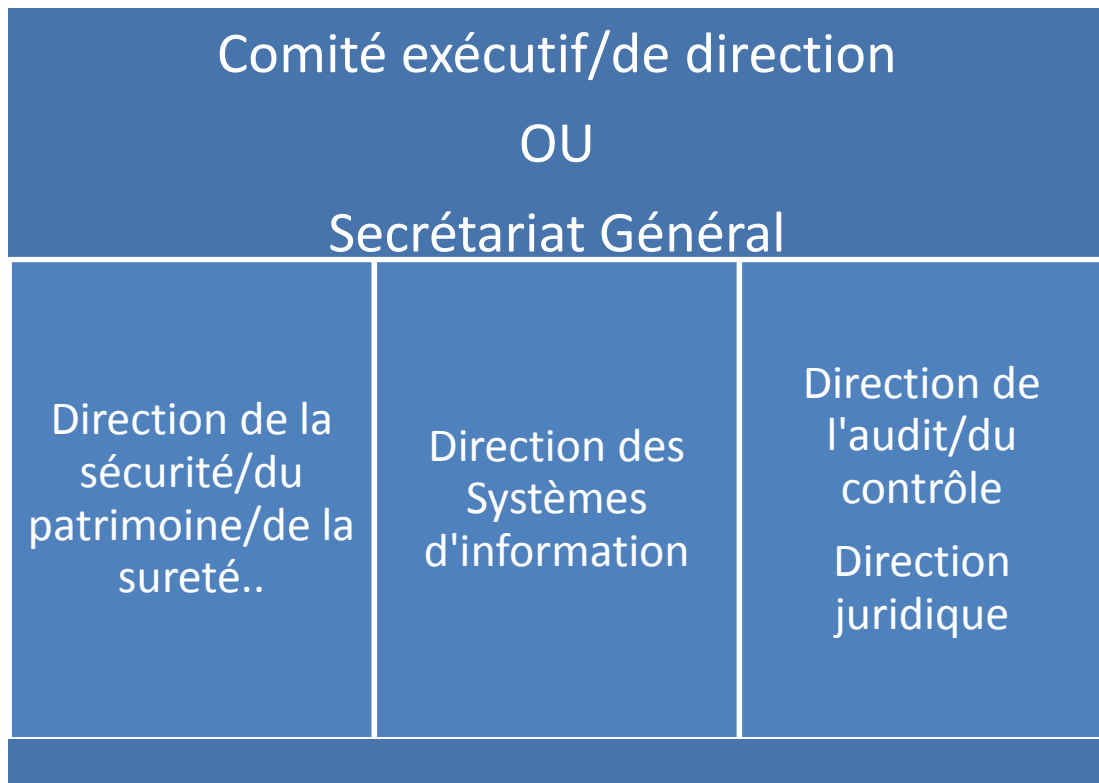 Comité exécutif/de direction
OU
Secrétariat Général
Direction de la
sécurité/du
patrimoine/de la
sureté..
Direction des
Systèmes
d'information
Direction de
l'audit/du
contrôle
Direction
juridique